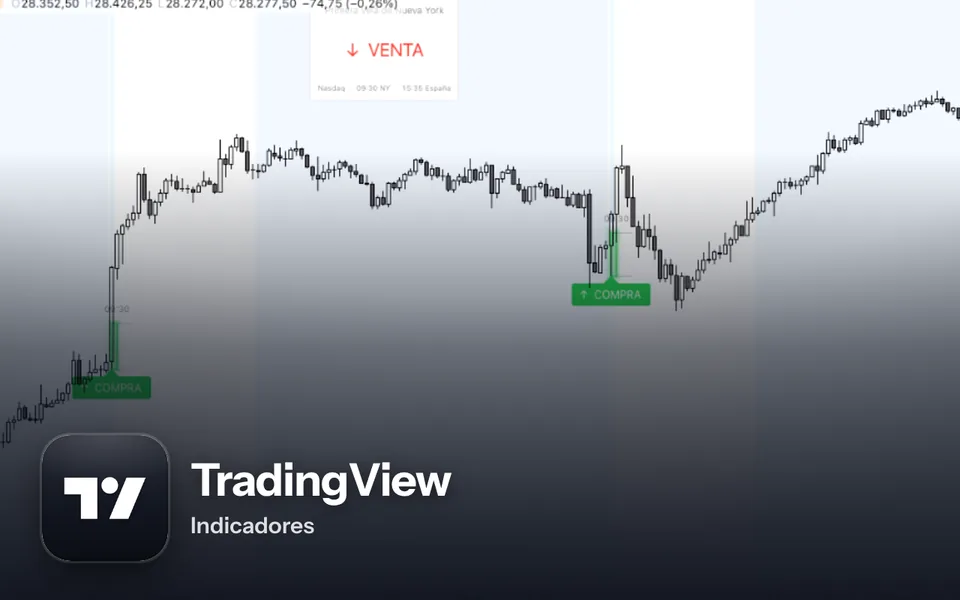 O28.352,50 H28.426,25 L28.272,00 C28.277,50 −74,75 (−0,26%)
Nueva York
↓ VENTA
Nasdaq 09:30 NY 15:35 España
09:30
↑ COMPRA
09:30
↑ COMPRA
TradingView
Indicadores